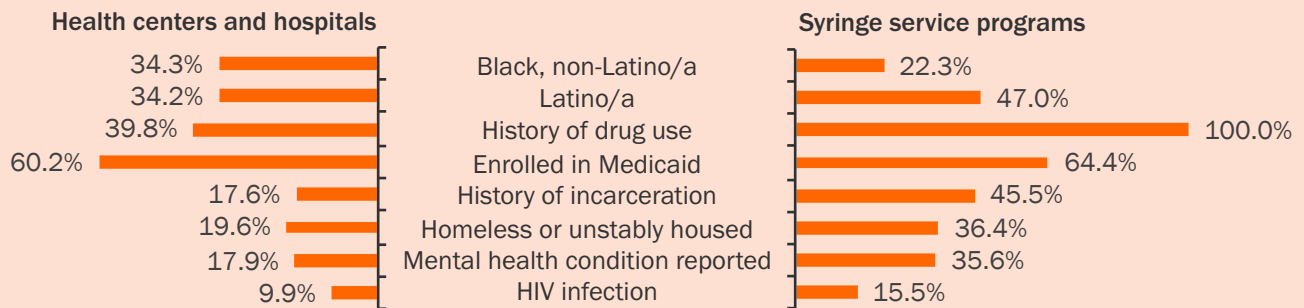 Health centers and hospitals Syringe service programs
34.3% Black, non-Latino/a 22.3%
34.2% Latino/a 47.0%
39.8% History of drug use 100.0%
60.2% Enrolled in Medicaid 64.4%
17.6% History of incarceration 45.5%
19.6% Homeless or unstably housed 36.4%
17.9% Mental health condition reported 35.6%
9.9% HIV infection 15.5%